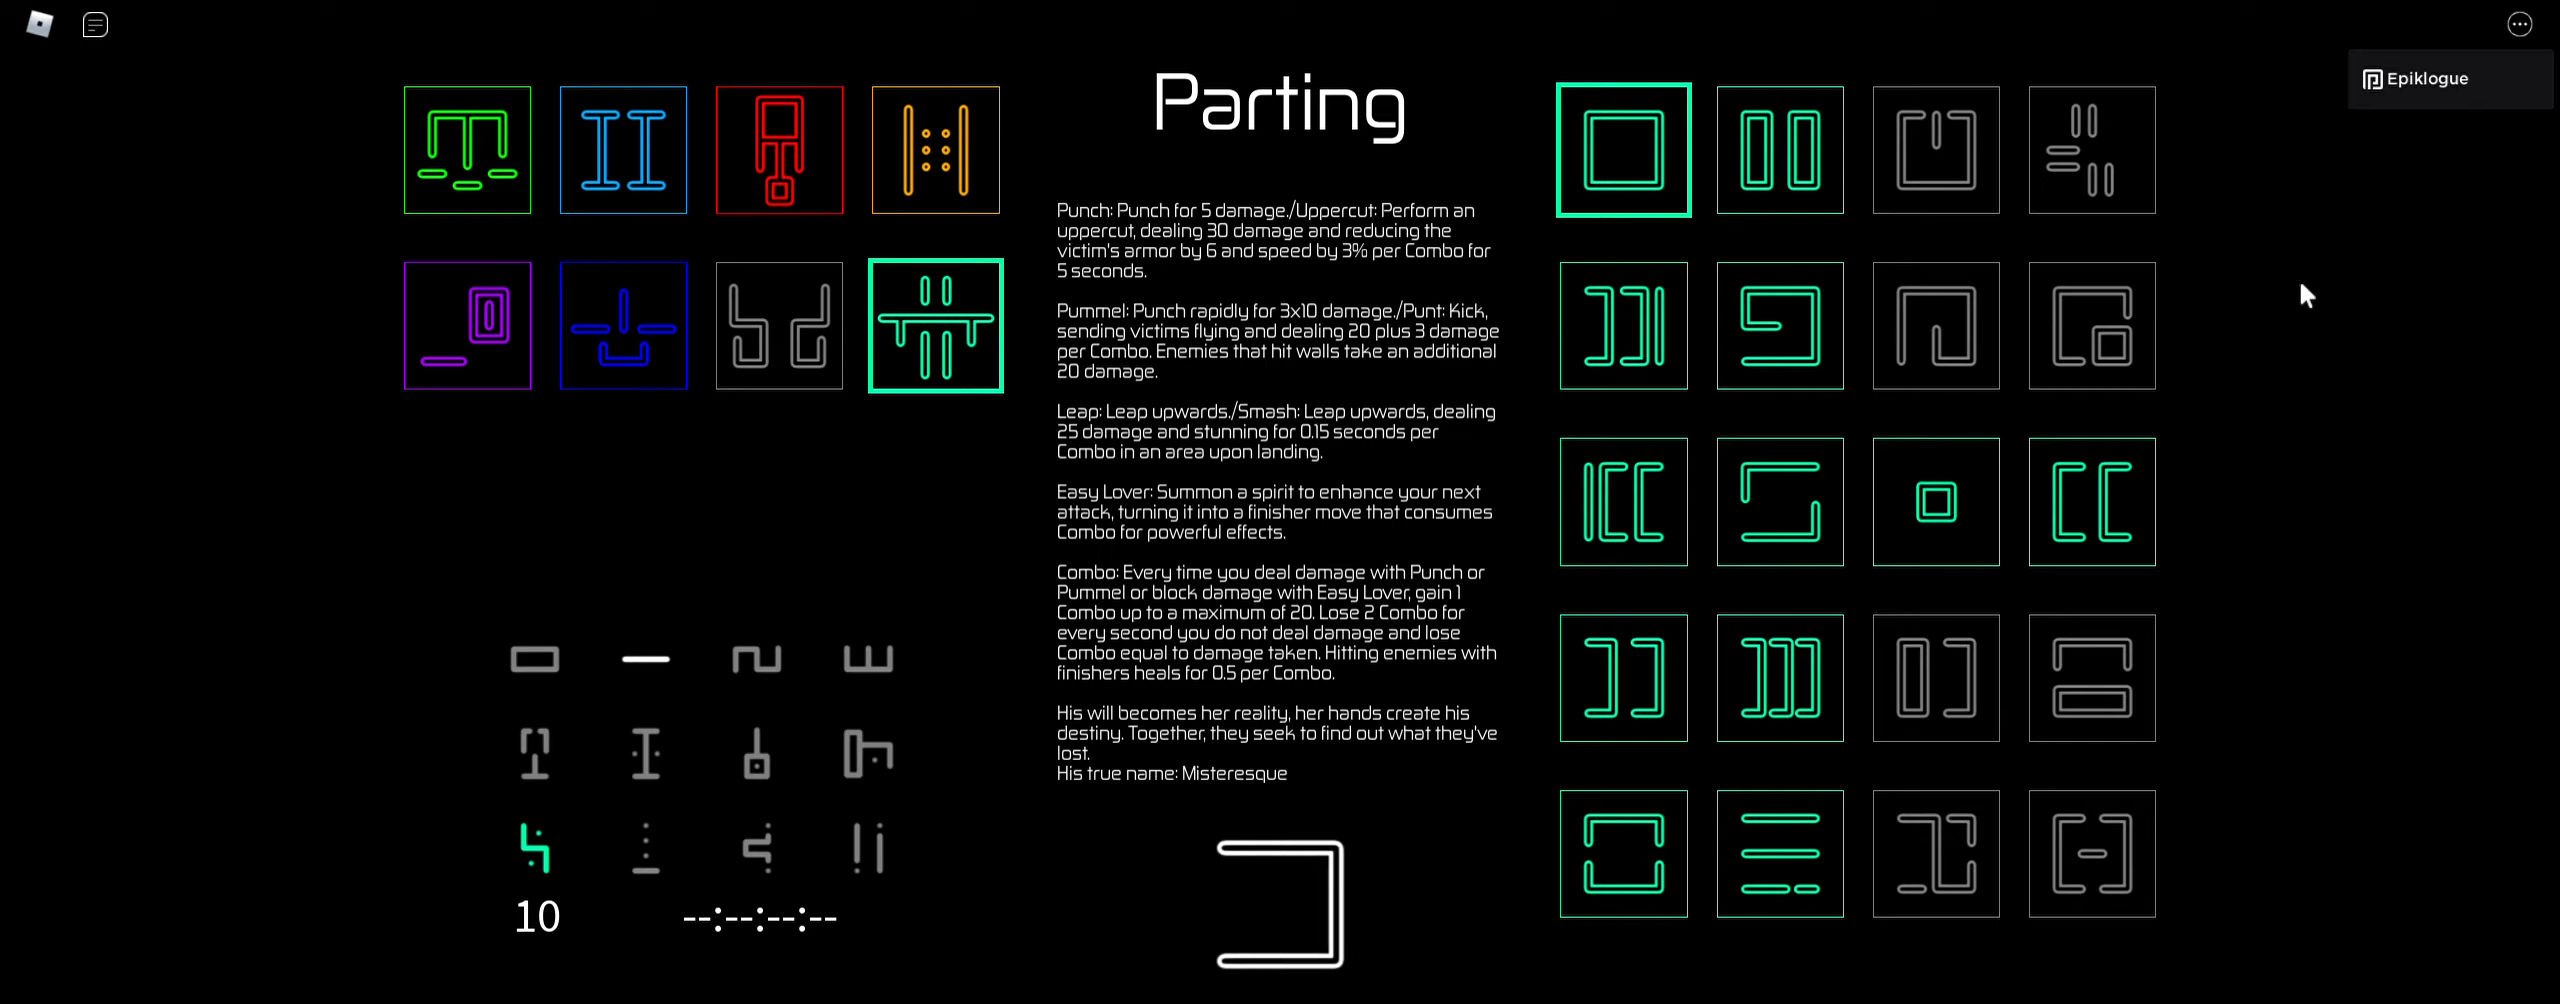 Epiklogue
Parting
Punch: Punch for 5 damage./Uppercut: Perform an
uppercut, dealing 30 damage and reducing the
victim's armor by 6 and speed by 3% per Combo for
5 seconds.
Pummel: Punch rapidly for 3x10 damage./Punt: Kick,
sending victims flying and dealing 20 plus 3 damage
per Combo. Enemies that hit walls take an additional
20 damage.
Leap: Leap upwards./Smash: Leap upwards, dealing
25 damage and stunning for 0.15 seconds per
Combo in an area upon landing.
Easy Lover: Summon a spirit to enhance your next
attack, turning it into a finisher move that consumes
Combo for powerful effects.
Combo: Every time you deal damage with Punch or
Pummel or block damage with Easy Lover, gain 1
Combo up to a maximum of 20. Lose 2 Combo for
every second you do not deal damage and lose
Combo equal to damage taken. Hitting enemies with
finishers heals for 0.5 per Combo.
His will becomes her reality, her hands create his
destiny. Together, they seek to find out what they've
lost.
His true name: Misteresque
10
--:--:--:--